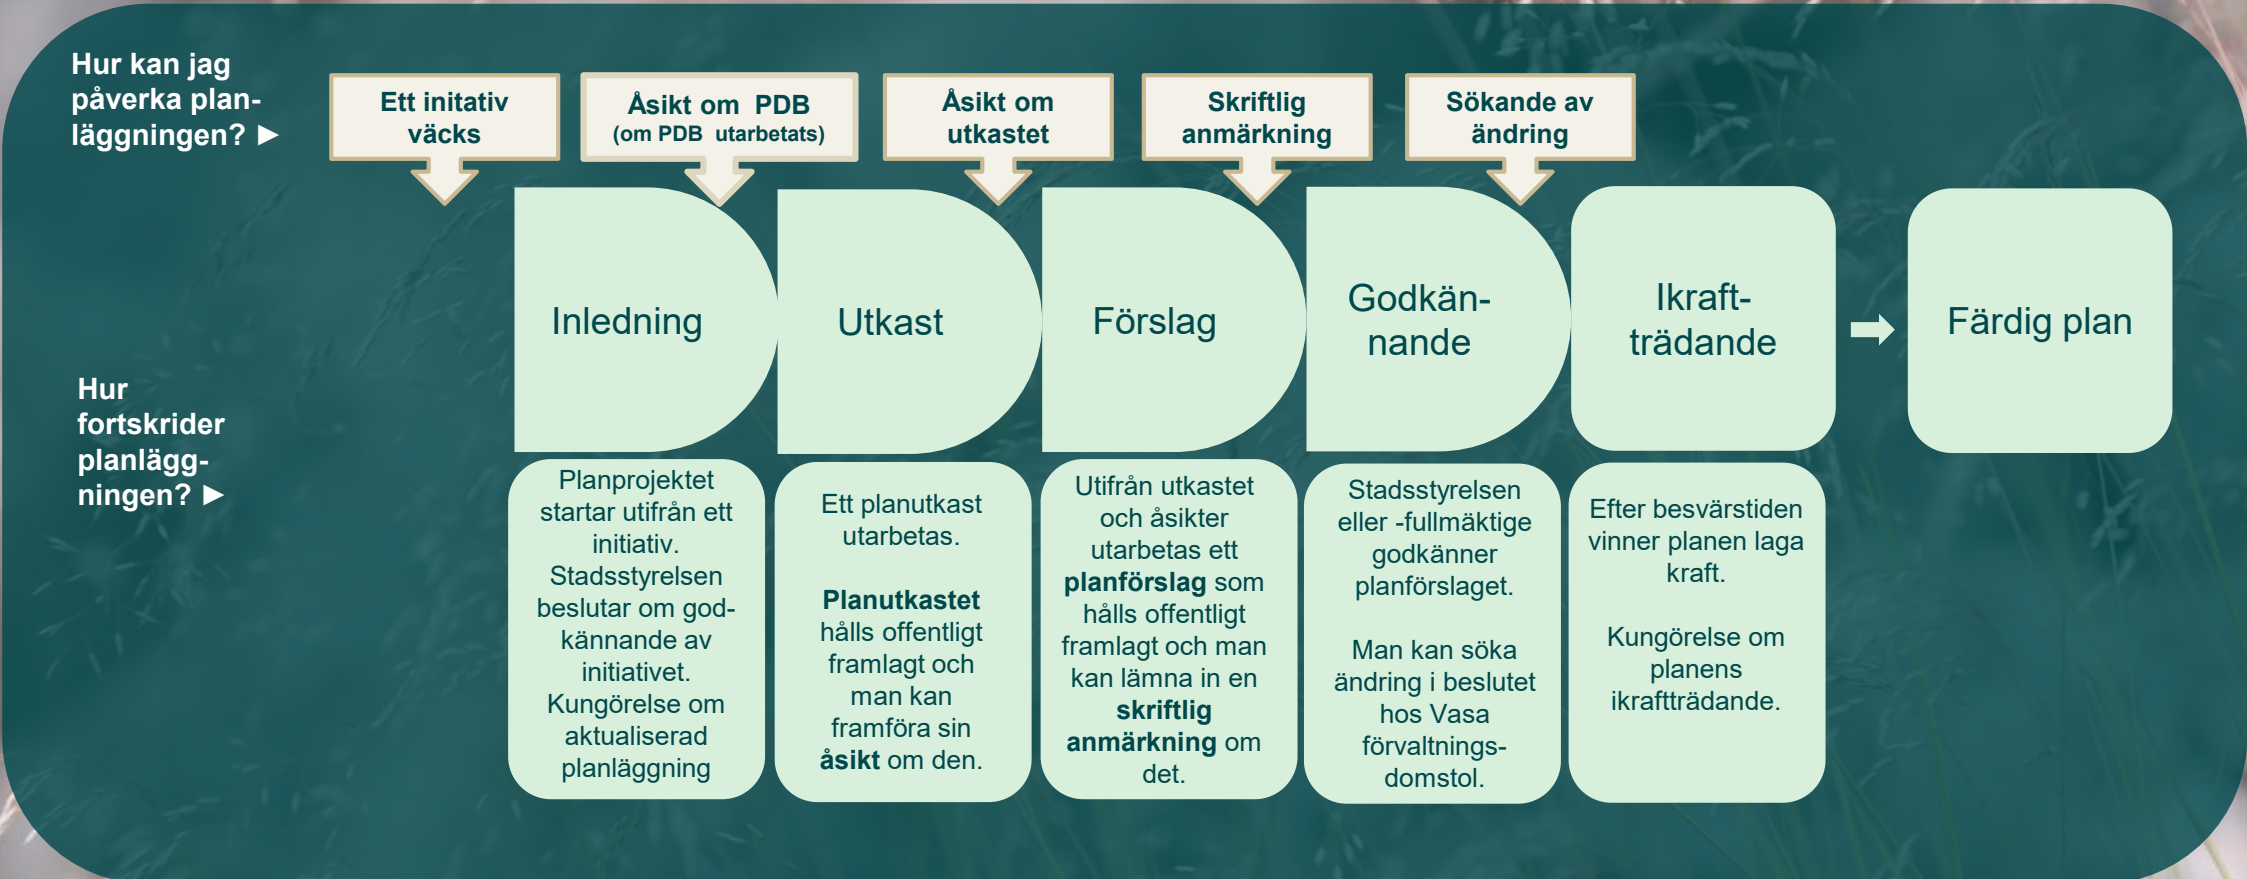 Hur kan jag
påverka plan-
läggningen? ►
Ett initativ
väcks
Åsikt om PDB
(om PDB utarbetats)
Åsikt om
utkastet
Skriftlig
anmärkning
Sökande av
ändring
Inledning
Utkast
Förslag
Godkän-
nande
Ikraft-
trädande
Färdig plan
Hur
fortskrider
planlägg-
ningen? ►
Planprojektet
startar utifrån ett
initiativ.
Stadsstyrelsen
beslutar om god-
kännande av
initiativet.
Kungörelse om
aktualiserad
planläggning
Ett planutkast
utarbetas.
Planutkastet
hålls offentligt
framlagt och
man kan
framföra sin
åsikt om den.
Utifrån utkastet
och åsikter
utarbetas ett
planförslag som
hålls offentligt
framlagt och man
kan lämna in en
skriftlig
anmärkning om
det.
Stadsstyrelsen
eller -fullmäktige
godkänner
planförslaget.
Man kan söka
ändring i beslutet
hos Vasa
förvaltnings-
domstol.
Efter besvärstiden
vinner planen laga
kraft.
Kungörelse om
planens
ikraftträdande.